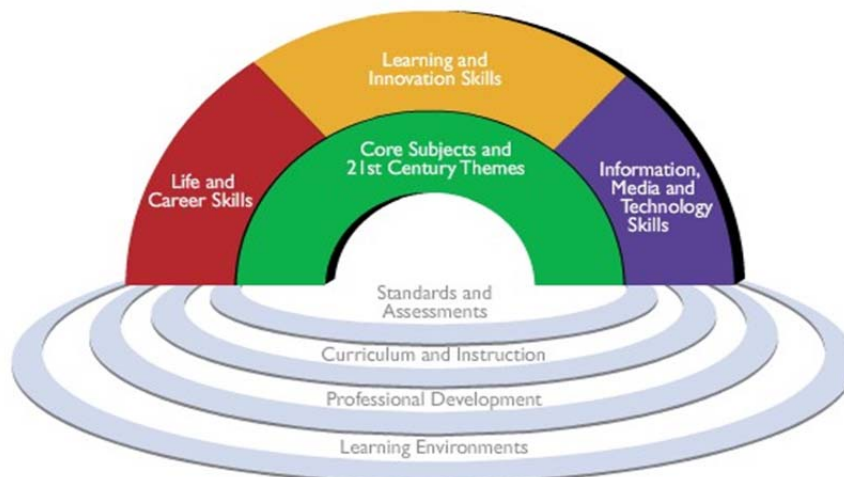 Learning and
Innovation Skills
Core Subjects and
21st Century Themes
Life and
Career Skills
Information,
Media and
Technology
Skills
Standards and
Assessments
Curriculum and Instruction
Professional Development
Learning Environments